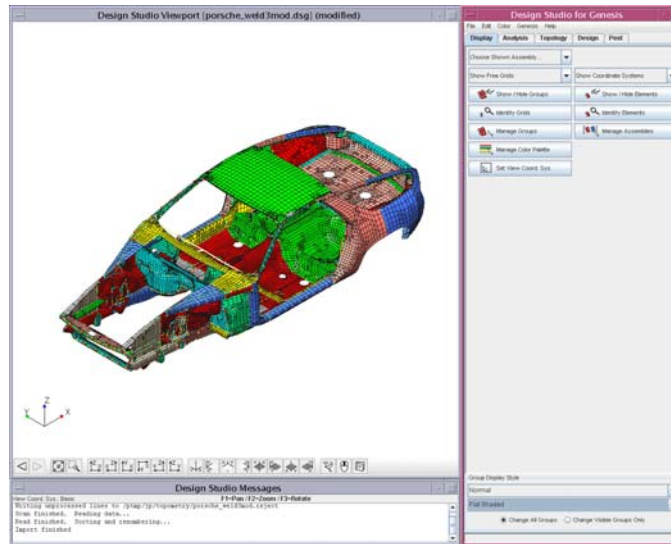 Design Studio Viewport [porsche_weld3mod.dsg] (modified)
Design Studio for Genesis
File Edit Color Genesis Help
Display Analysis Topology Design Post
Choose Shown Assembly...
Show Free Grids
Show Coordinate Systems
Show / Hide Groups
Show / Hide Elements
Identify Grids
Identify Elements
Manage Groups
Manage Assemblies
Manage Color Palette
Set View Coord. Sys.
Z
Y
X
Design Studio Messages
View Coord. Sys: Basic
F1=Pan /F2=Zoom /F3=Rotate
Writing unprocessed lines to /ptmp/jp/topometry/porsche_weld3mod.reject
Scan finished. Reading data...
Read finished. Sorting and renumbering...
Import finished
Group Display Style
Normal
Flat Shaded
Change All Groups
Change Visible Groups Only